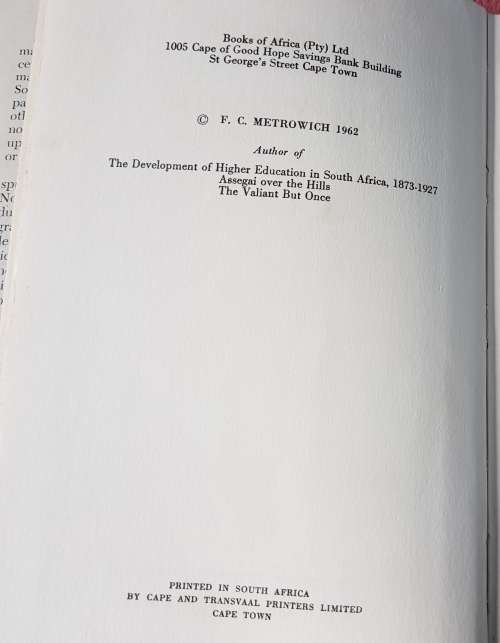 Books of Africa (Pty) Ltd
1005 Cape of Good Hope Savings Bank Building
St George's Street Cape Town
© F. C. METROWICH 1962
Author of
The Development of Higher Education in South Africa, 1873-1927
Assegai over the Hills
The Valiant But Once
PRINTED IN SOUTH AFRICA
BY CAPE AND TRANSVAAL PRINTERS LIMITED
CAPE TOWN